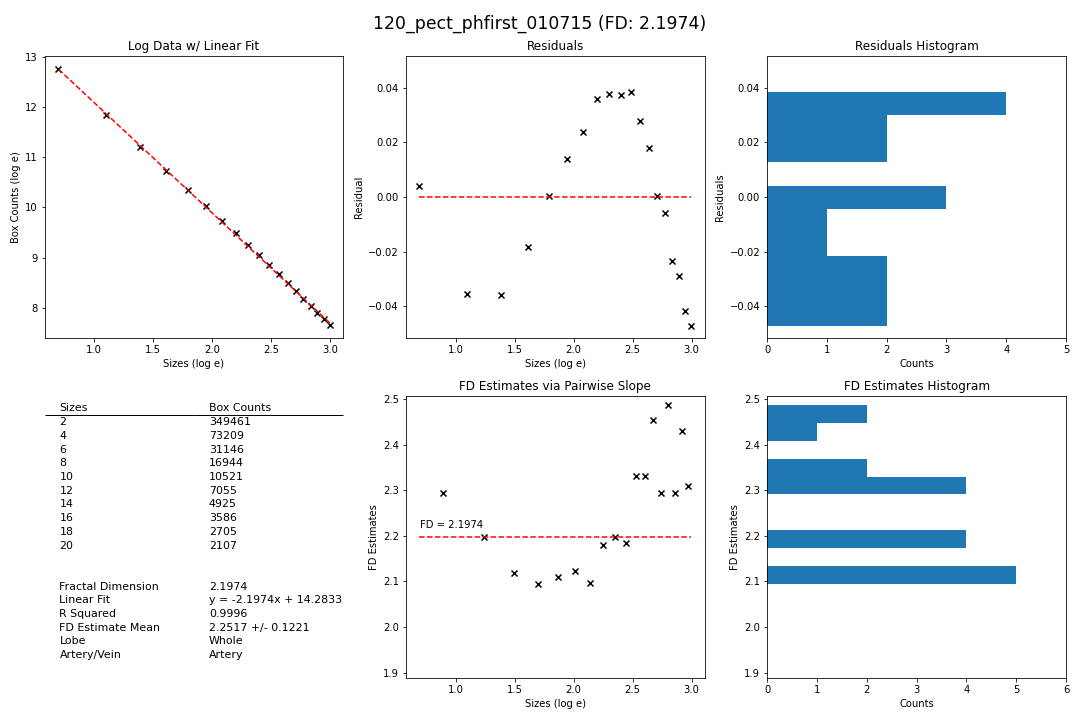 120_pect_phfirst_010715 (FD: 2.1974)
Log Data w/ Linear Fit
13
12
11
10
9
8
Box Counts (log e)
1.0 1.5 2.0 2.5 3.0
Sizes (log e)
Residuals
0.04
0.02
0.00
−0.02
−0.04
Residual
1.0 1.5 2.0 2.5 3.0
Sizes (log e)
Residuals Histogram
0.04
0.02
0.00
−0.02
−0.04
Residuals
0 1 2 3 4 5
Counts
Sizes Box Counts
2 349461
4 73209
6 31146
8 16944
10 10521
12 7055
14 4925
16 3586
18 2705
20 2107
Fractal Dimension 2.1974
Linear Fit y = -2.1974x + 14.2833
R Squared 0.9996
FD Estimate Mean 2.2517 +/- 0.1221
Lobe Whole
Artery/Vein Artery
FD Estimates via Pairwise Slope
2.5
2.4
2.3
2.2
2.1
2.0
1.9
FD Estimates
FD = 2.1974
1.0 1.5 2.0 2.5 3.0
Sizes (log e)
FD Estimates Histogram
2.5
2.4
2.3
2.2
2.1
2.0
1.9
FD Estimates
0 1 2 3 4 5 6
Counts